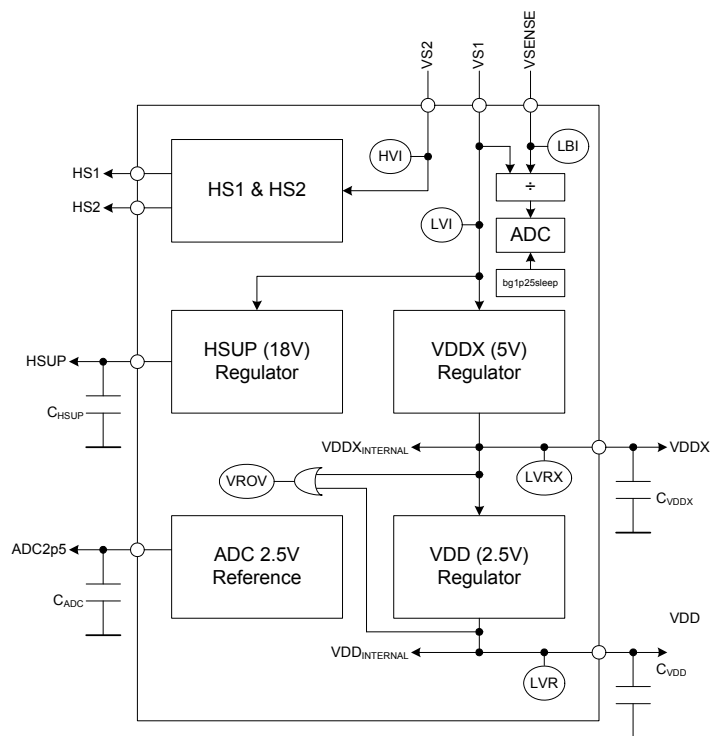 VS2
VS1
VSENSE
HVI
LBI
HS1
HS2
HS1 & HS2
÷
LVI
ADC
bg1p25sleep
HSUP (18V)
Regulator
VDDX (5V)
Regulator
HSUP
CHSUP
VDDXINTERNAL
VDDX
VROV
LVRX
CVDDX
ADC2p5
ADC 2.5V
Reference
VDD (2.5V)
Regulator
CADC
VDD
VDDINTERNAL
LVR
CVDD